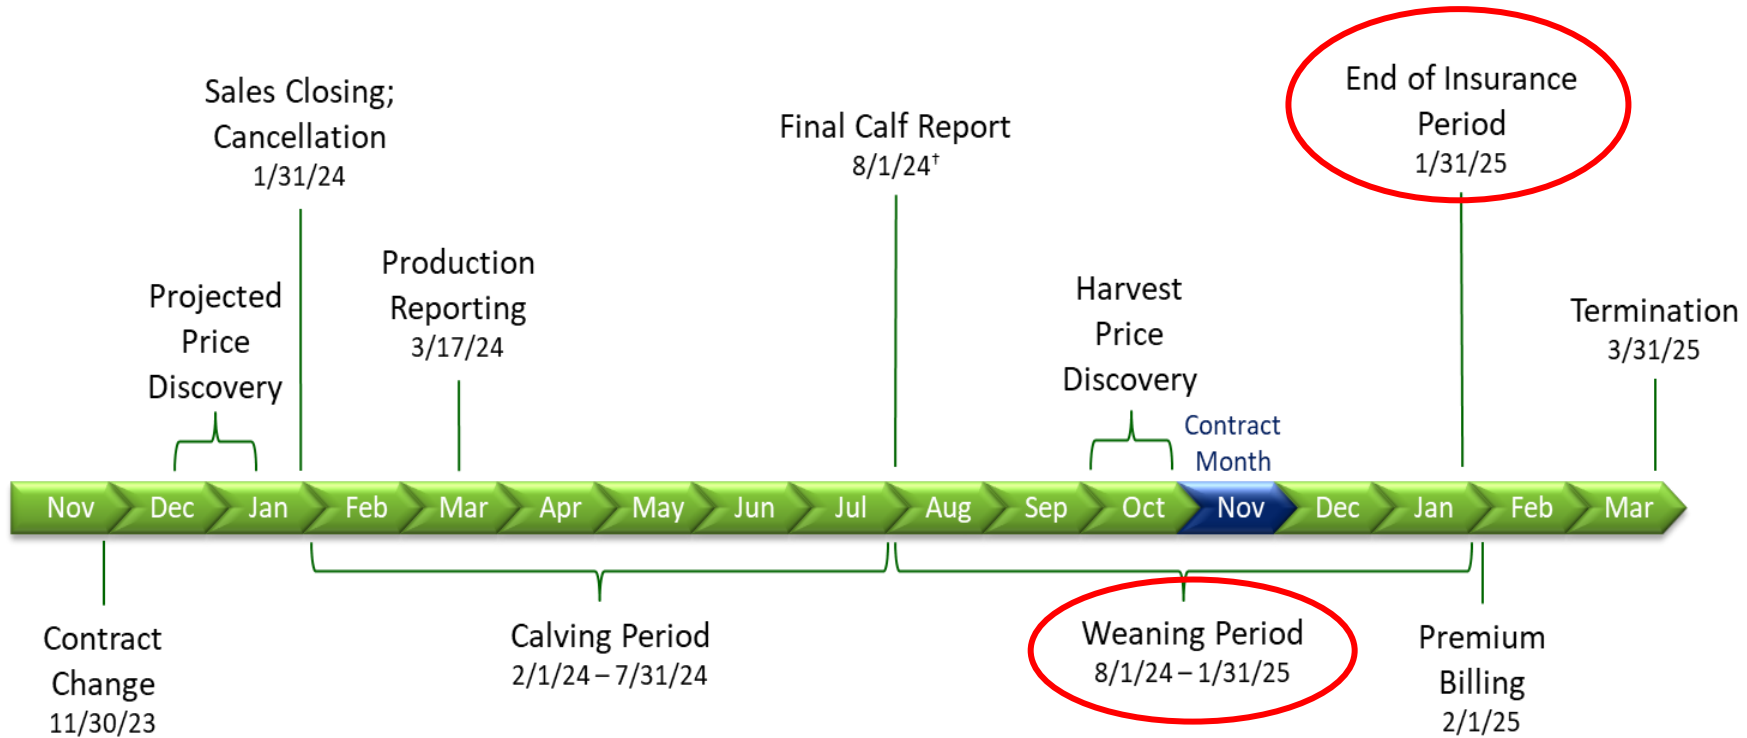 Sales Closing;
Cancellation
1/31/24
Final Calf Report
8/1/24†
End of Insurance
Period
1/31/25
Projected
Price
Discovery
Production
Reporting
3/17/24
Harvest
Price
Discovery
Termination
3/31/25
Contract
Month
Nov Dec Jan Feb Mar Apr May Jun Jul Aug Sep Oct Nov Dec Jan Feb Mar
Contract
Change
11/30/23
Calving Period
2/1/24 – 7/31/24
Weaning Period
8/1/24 – 1/31/25
Premium
Billing
2/1/25